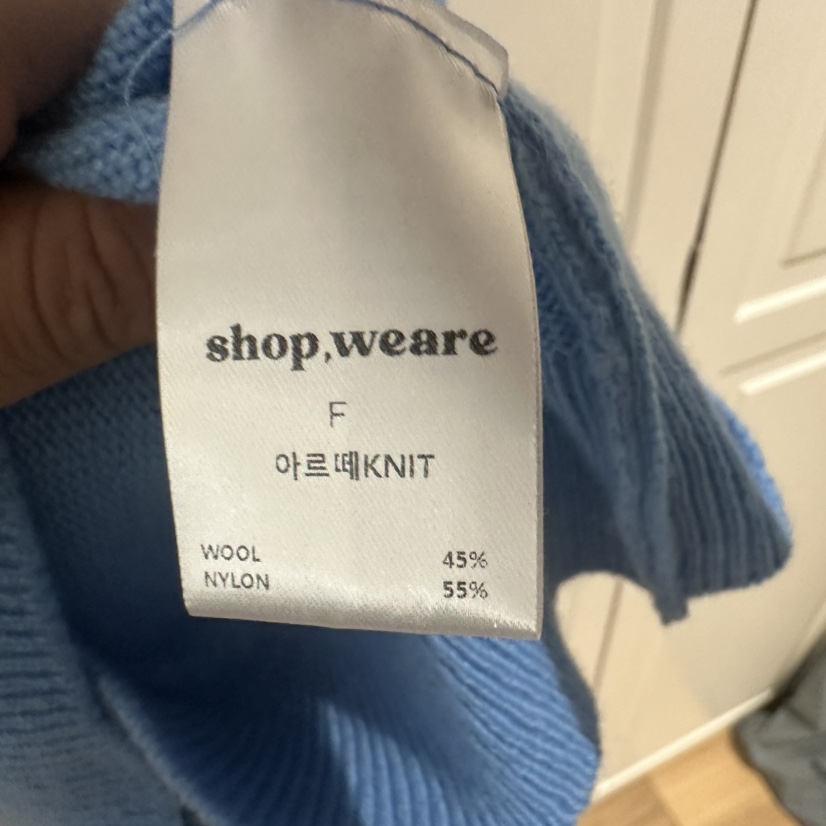 shop,weare
F
아르떼KNIT
WOOL 45%
NYLON 55%